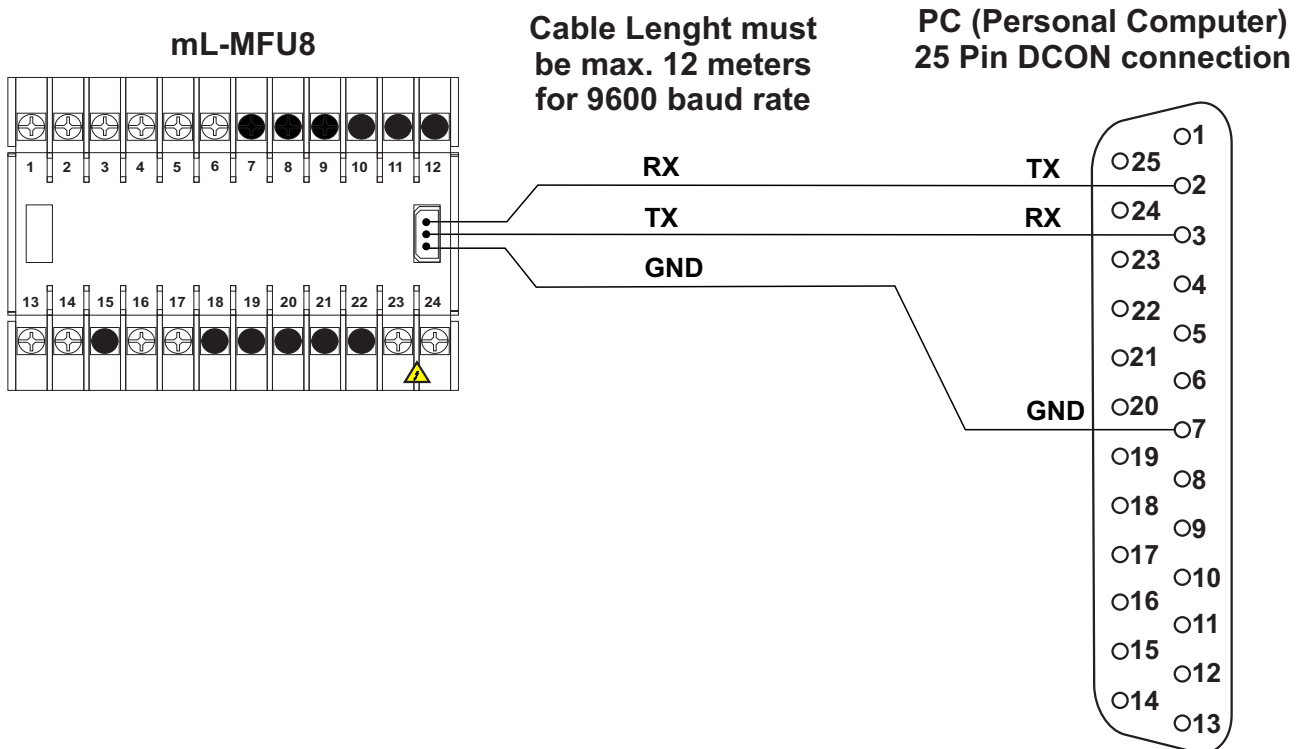 mL-MFU8
Cable Lenght must
be max. 12 meters
for 9600 baud rate
PC (Personal Computer)
25 Pin DCON connection
1 2 3 4 5 6 7 8 9 10 11 12
13 14 15 16 17 18 19 20 21 22 23 24
RX
TX
GND
TX
RX
GND
1
25
2
24
3
23
4
22
5
21
6
20
7
19
8
18
9
17
10
16
11
15
12
14
13